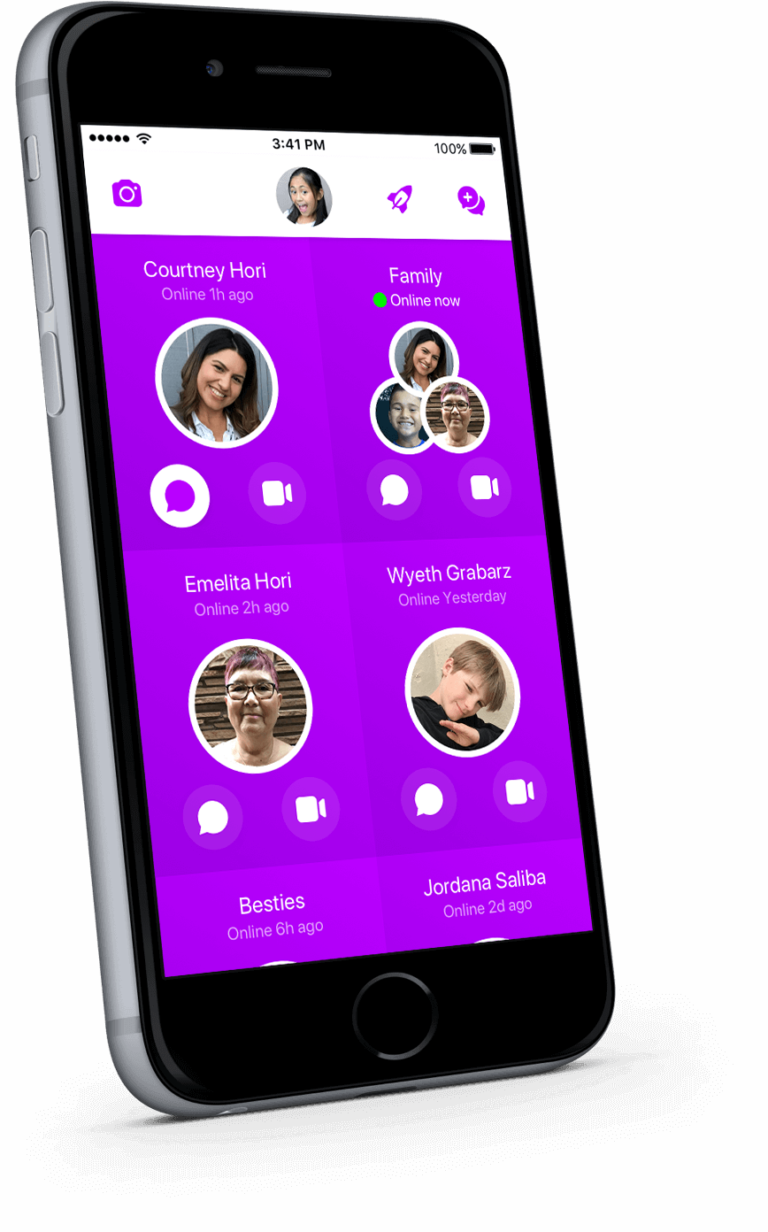 3:41 PM
100%
Courtney Hori
Online 1h ago
Family
Online now
Emelita Hori
Online 2h ago
Wyeth Grabarz
Online Yesterday
Besties
Online 6h ago
Jordana Saliba
Online 2d ago